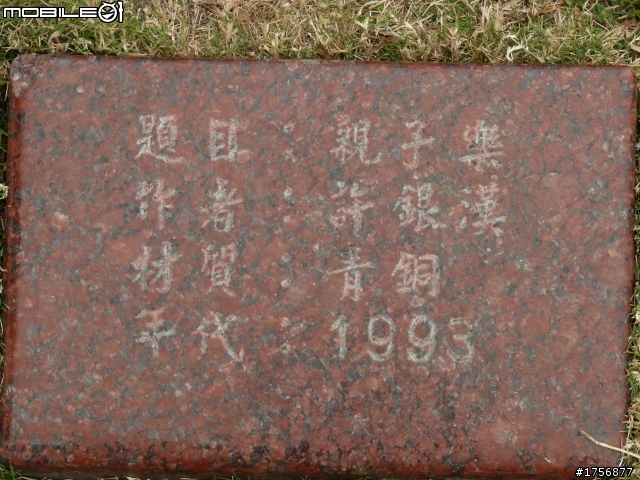 mobile01
題目：親子樂
作者：許銀漢
材質：青銅
年代：1993
#1756877